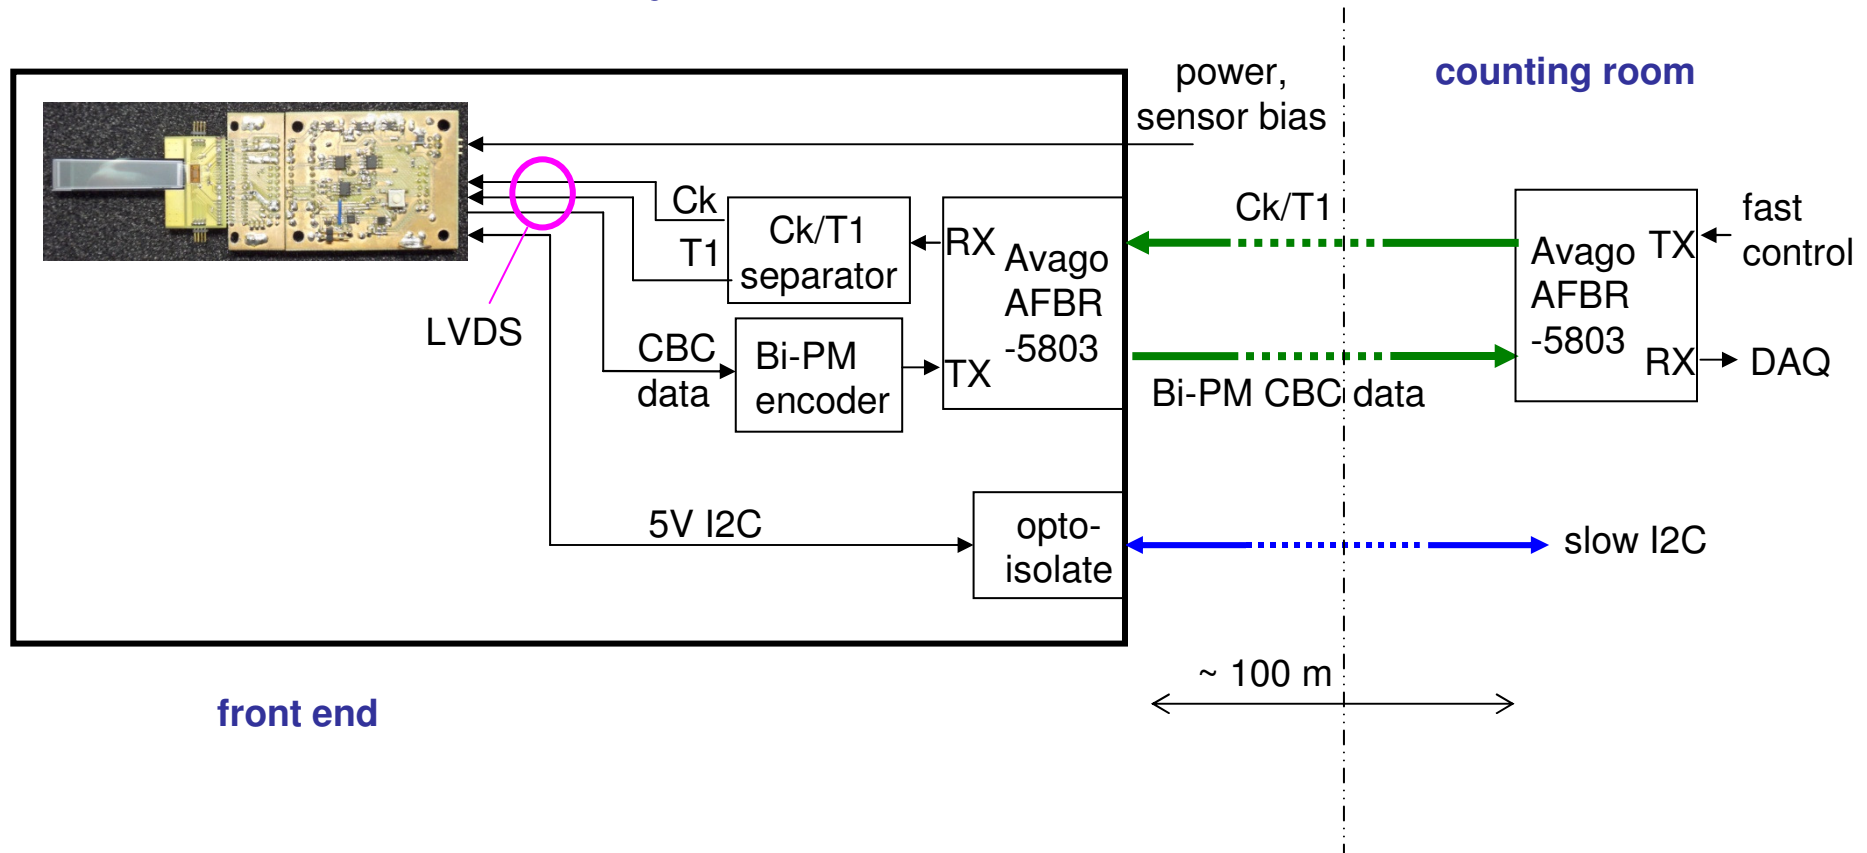 power,
sensor bias
counting room
Ck
T1
Ck/T1
separator
RX
Avago
AFBR
-5803
TX
LVDS
CBC
data
Bi-PM
encoder
Ck/T1
Bi-PM CBC data
Avago
AFBR
-5803
TX
RX
fast
control
DAQ
5V I2C
opto-
isolate
slow I2C
~ 100 m
front end